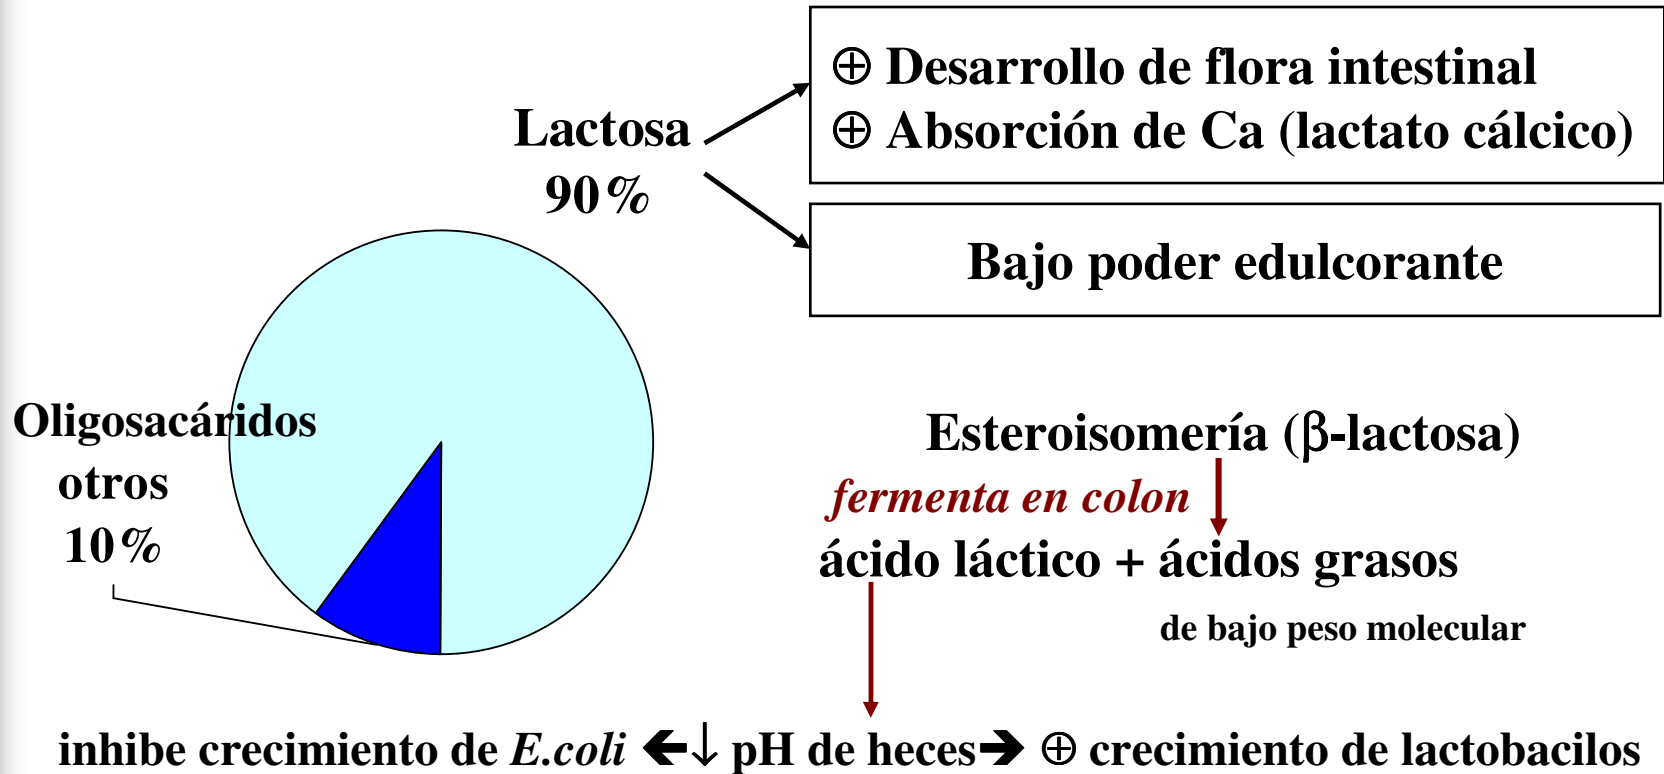 ⊕ Desarrollo de flora intestinal
⊕ Absorción de Ca (lactato cálcico)
Lactosa
90%
Bajo poder edulcorante
Oligosacáridos
otros
10%
Esteroisomería (β-lactosa)
fermenta en colon
ácido láctico + ácidos grasos
de bajo peso molecular
inhibe crecimiento de E.coli 🡸↓ pH de heces🡺 ⊕ crecimiento de lactobacilos